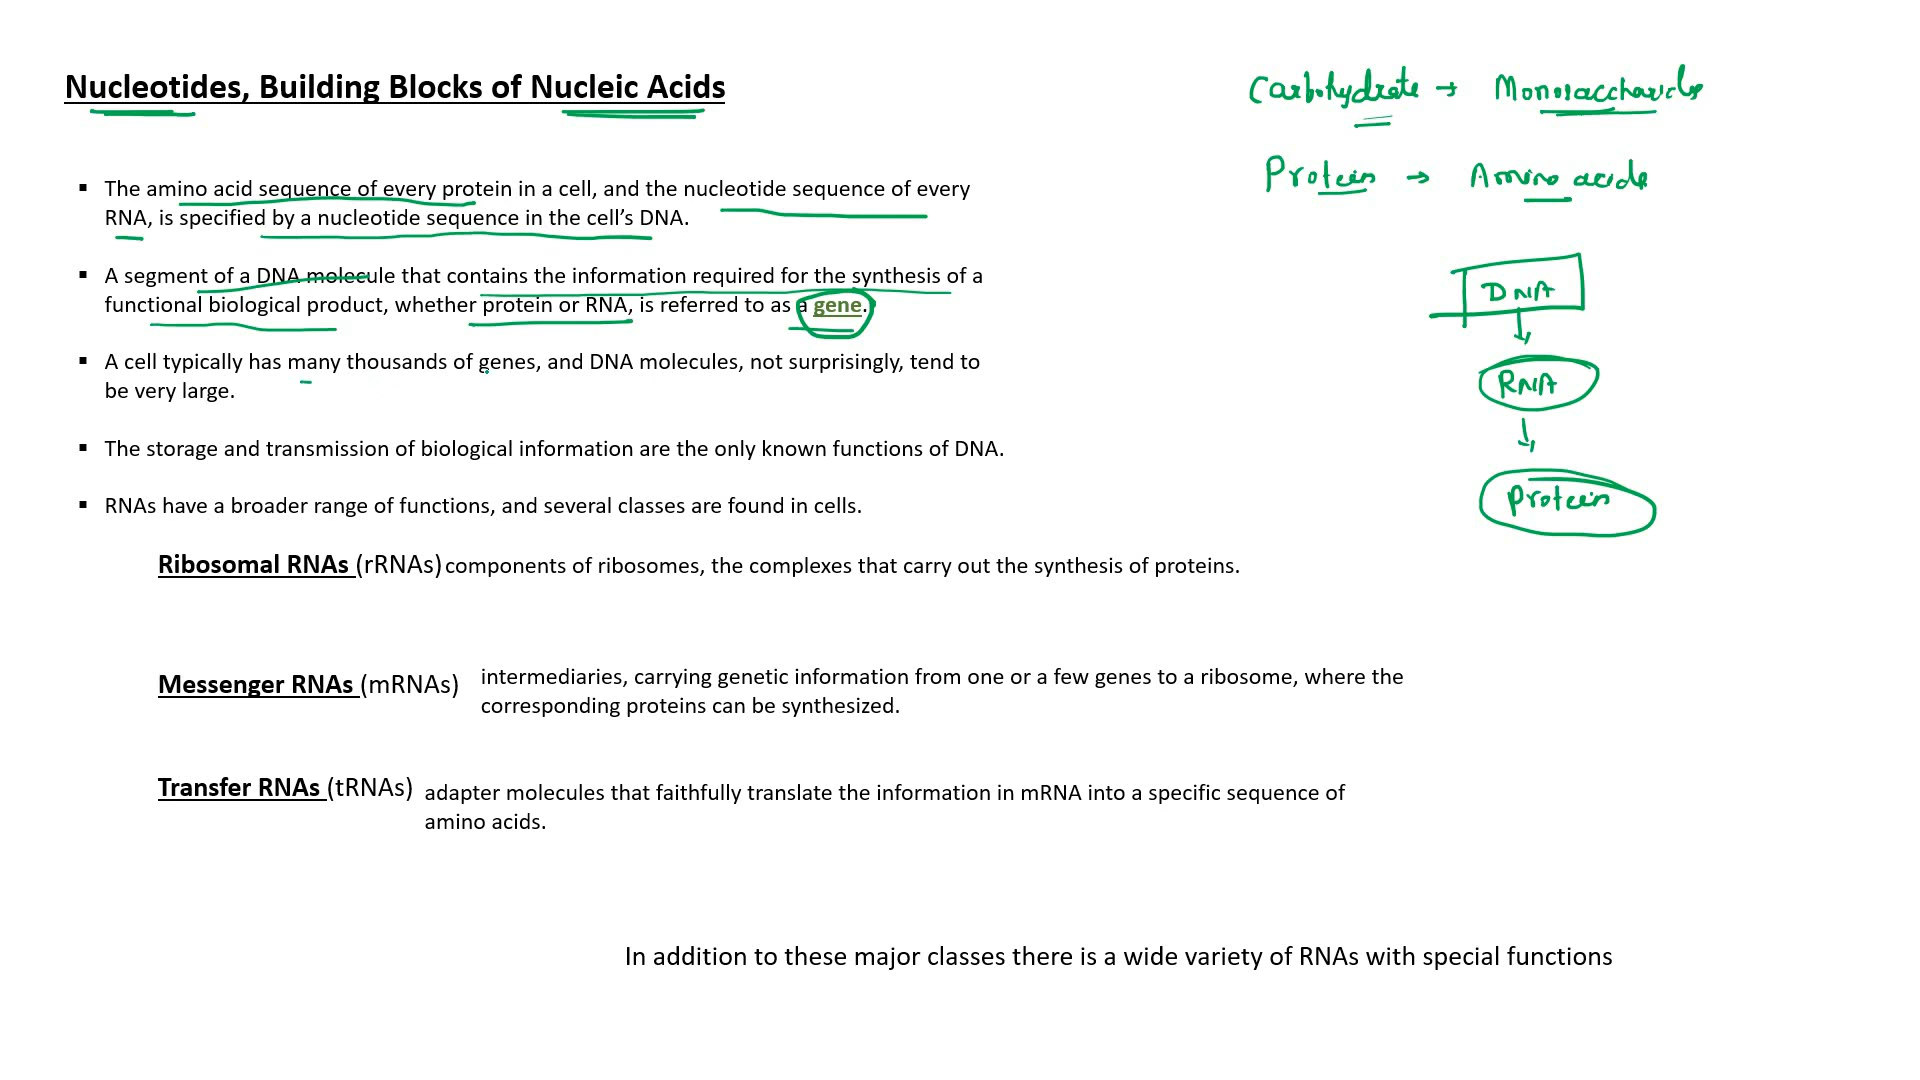 Nucleotides, Building Blocks of Nucleic Acids
▪ The amino acid sequence of every protein in a cell, and the nucleotide sequence of every
RNA, is specified by a nucleotide sequence in the cell’s DNA.
▪ A segment of a DNA molecule that contains the information required for the synthesis of a
functional biological product, whether protein or RNA, is referred to as a gene.
▪ A cell typically has many thousands of genes, and DNA molecules, not surprisingly, tend to
be very large.
▪ The storage and transmission of biological information are the only known functions of DNA.
▪ RNAs have a broader range of functions, and several classes are found in cells.
Ribosomal RNAs (rRNAs) components of ribosomes, the complexes that carry out the synthesis of proteins.
Messenger RNAs (mRNAs) intermediaries, carrying genetic information from one or a few genes to a ribosome, where the
corresponding proteins can be synthesized.
Transfer RNAs (tRNAs) adapter molecules that faithfully translate the information in mRNA into a specific sequence of
amino acids.
In addition to these major classes there is a wide variety of RNAs with special functions
Carbohydrate → Monosaccharides
Protein → Amino acids
DNA
↓
RNA
↓
Protein